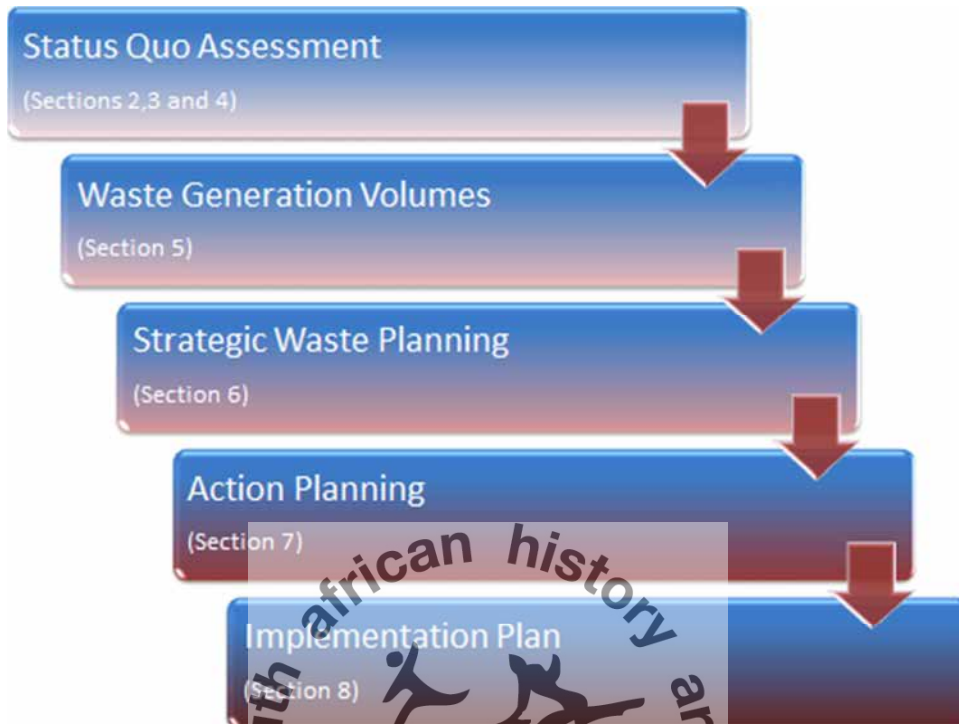 Status Quo Assessment
(Sections 2,3 and 4)
Waste Generation Volumes
(Section 5)
Strategic Waste Planning
(Section 6)
Action Planning
(Section 7)
Implementation Plan
(Section 8)
african history